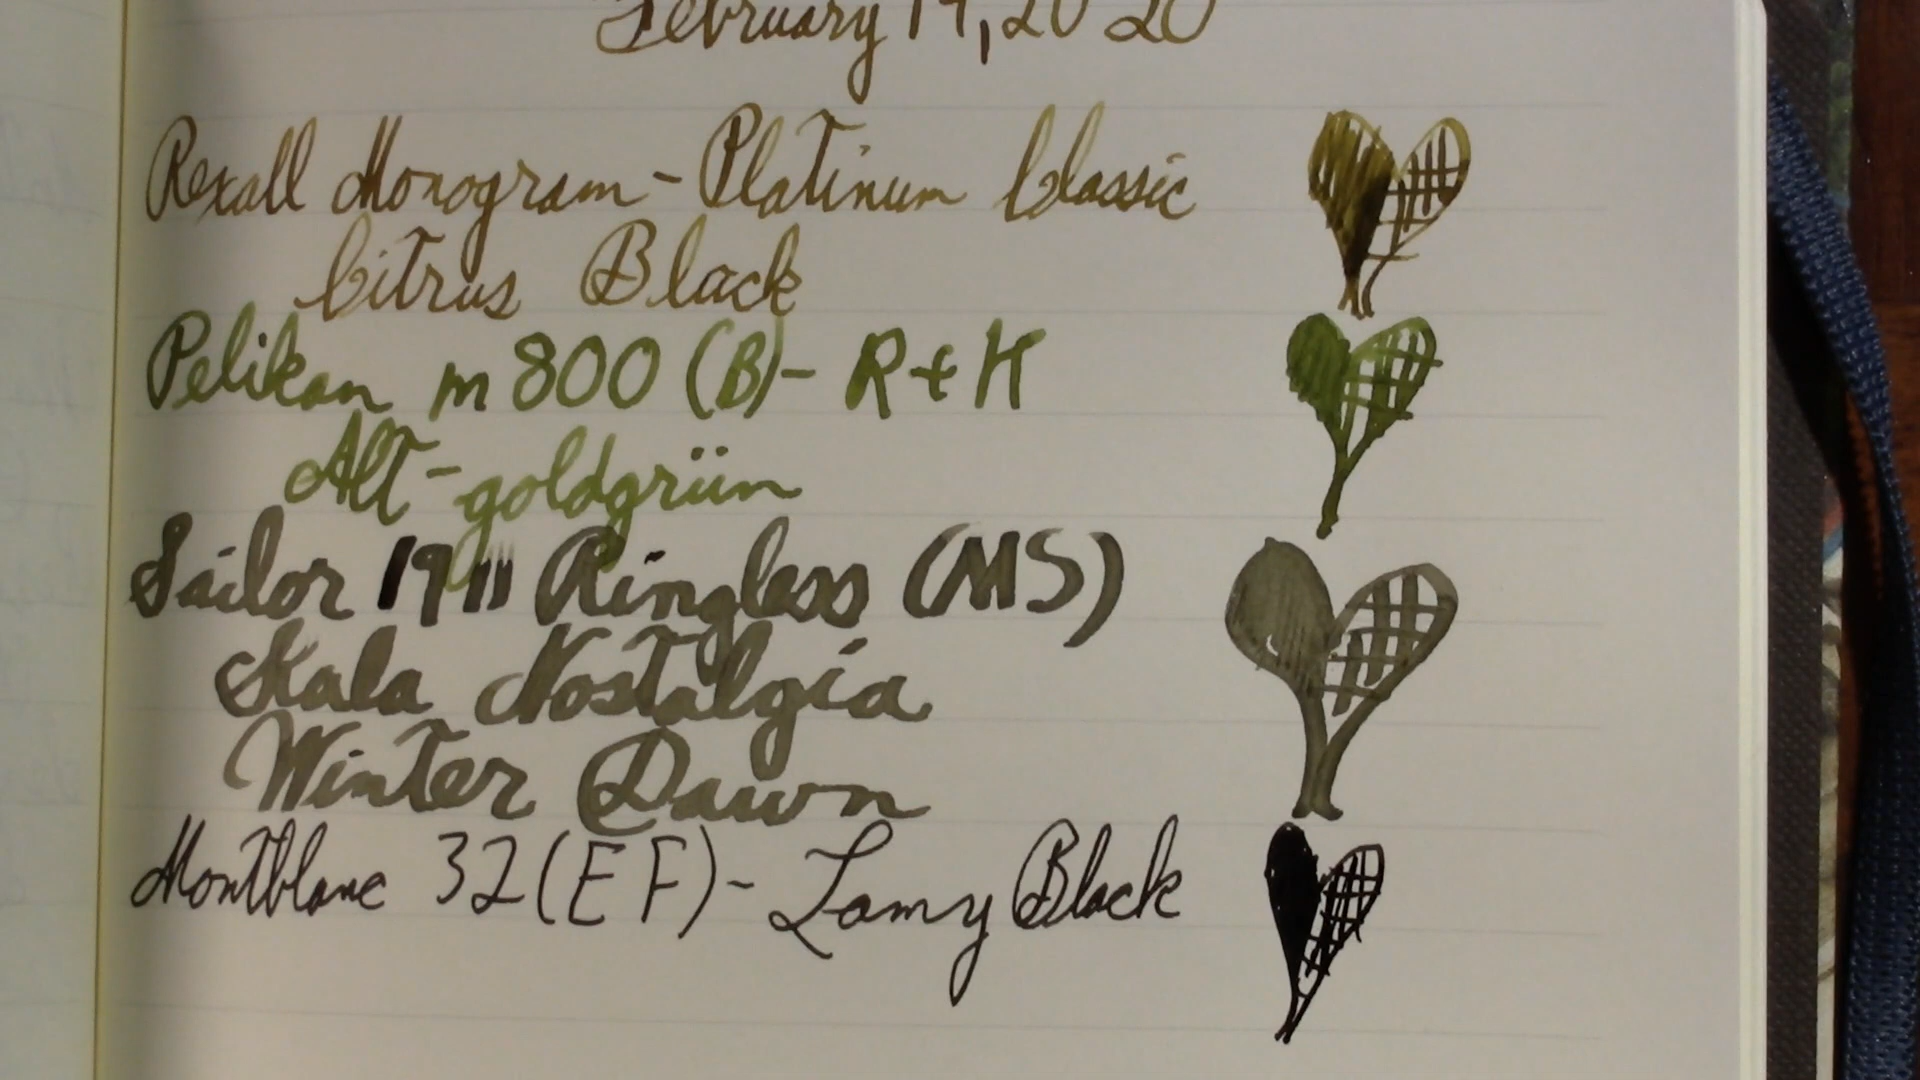 February 14, 2020
Rexall Monogram - Platinum Classic
Citrus Black
Pelikan m800 (B) - R+K
Alt-goldgrün
Sailor 1911 Ringless (MS)
Kala Nostalgia
Winter Dawn
Montblanc 32 (EF) - Lamy Black